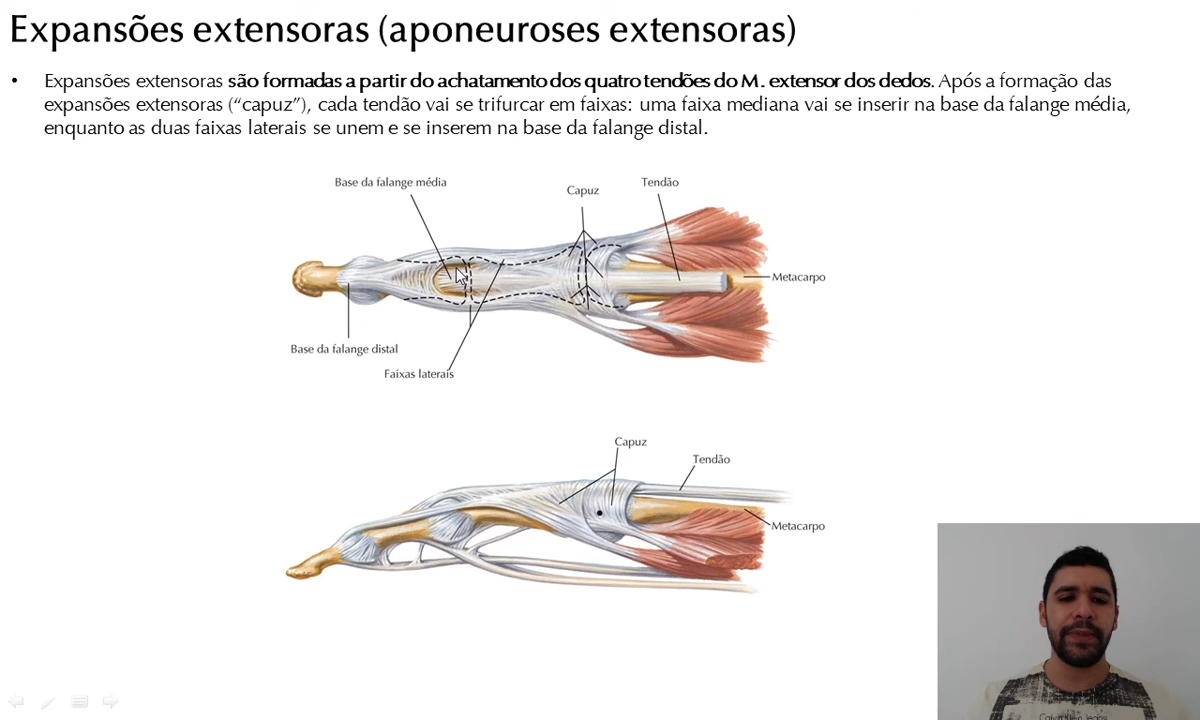 Expansões extensoras (aponeuroses extensoras)
• Expansões extensoras são formadas a partir do achatamento dos quatro tendões do M. extensor dos dedos. Após a formação das
expansões extensoras (“capuz”), cada tendão vai se trifurcar em faixas: uma faixa mediana vai se inserir na base da falange média,
enquanto as duas faixas laterais se unem e se inserem na base da falange distal.
Base da falange média
Capuz
Tendão
Metacarpo
Base da falange distal
Faixas laterais
Capuz
Tendão
Metacarpo
Calvin Klein Jeans